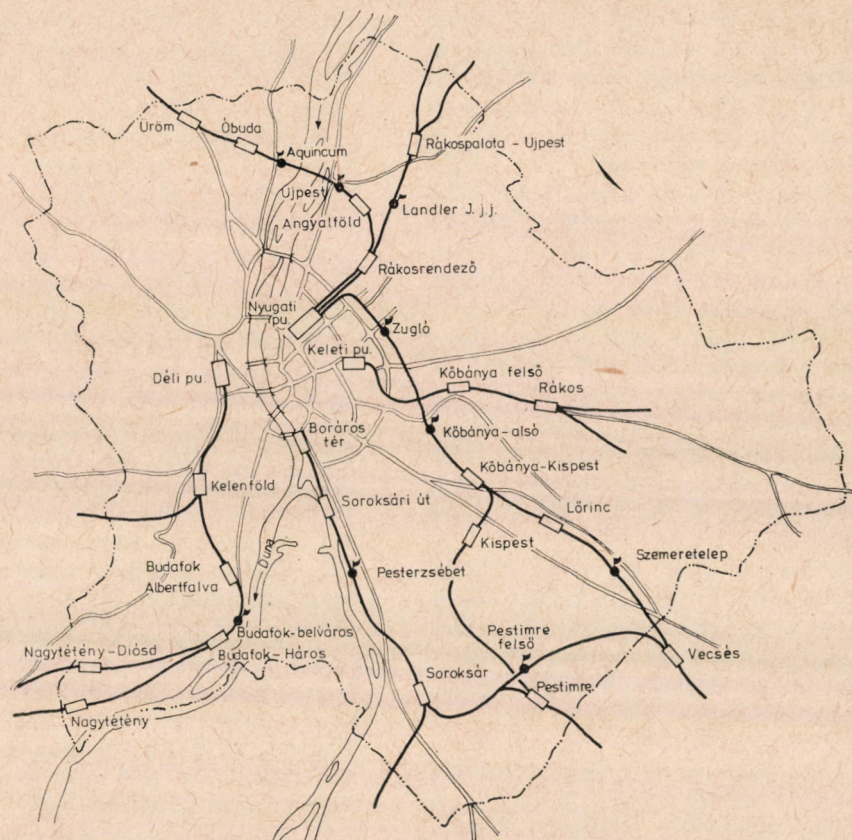 Üröm
Óbuda
Aquincum
Rákospalota - Ujpest
Ujpest
Angyalföld
Landler J. j.j.
Rákosrendező
Nyugati
pu.
Zugló
Keleti pu.
Déli pu.
Kőbánya felső
Rákos
Boráros
tér
Kőbánya-alsó
Kőbánya-Kispest
Kelenföld
Soroksári út
Lőrinc
Kispest
Szemeretelep
Duna
Budafok
Albertfalva
Pesterzsébet
Budafok-belváros
Pestimre
felső
Nagytétény-Diósd
Budafok-Háros
Vecsés
Soroksár
Pestimre
Nagytétény